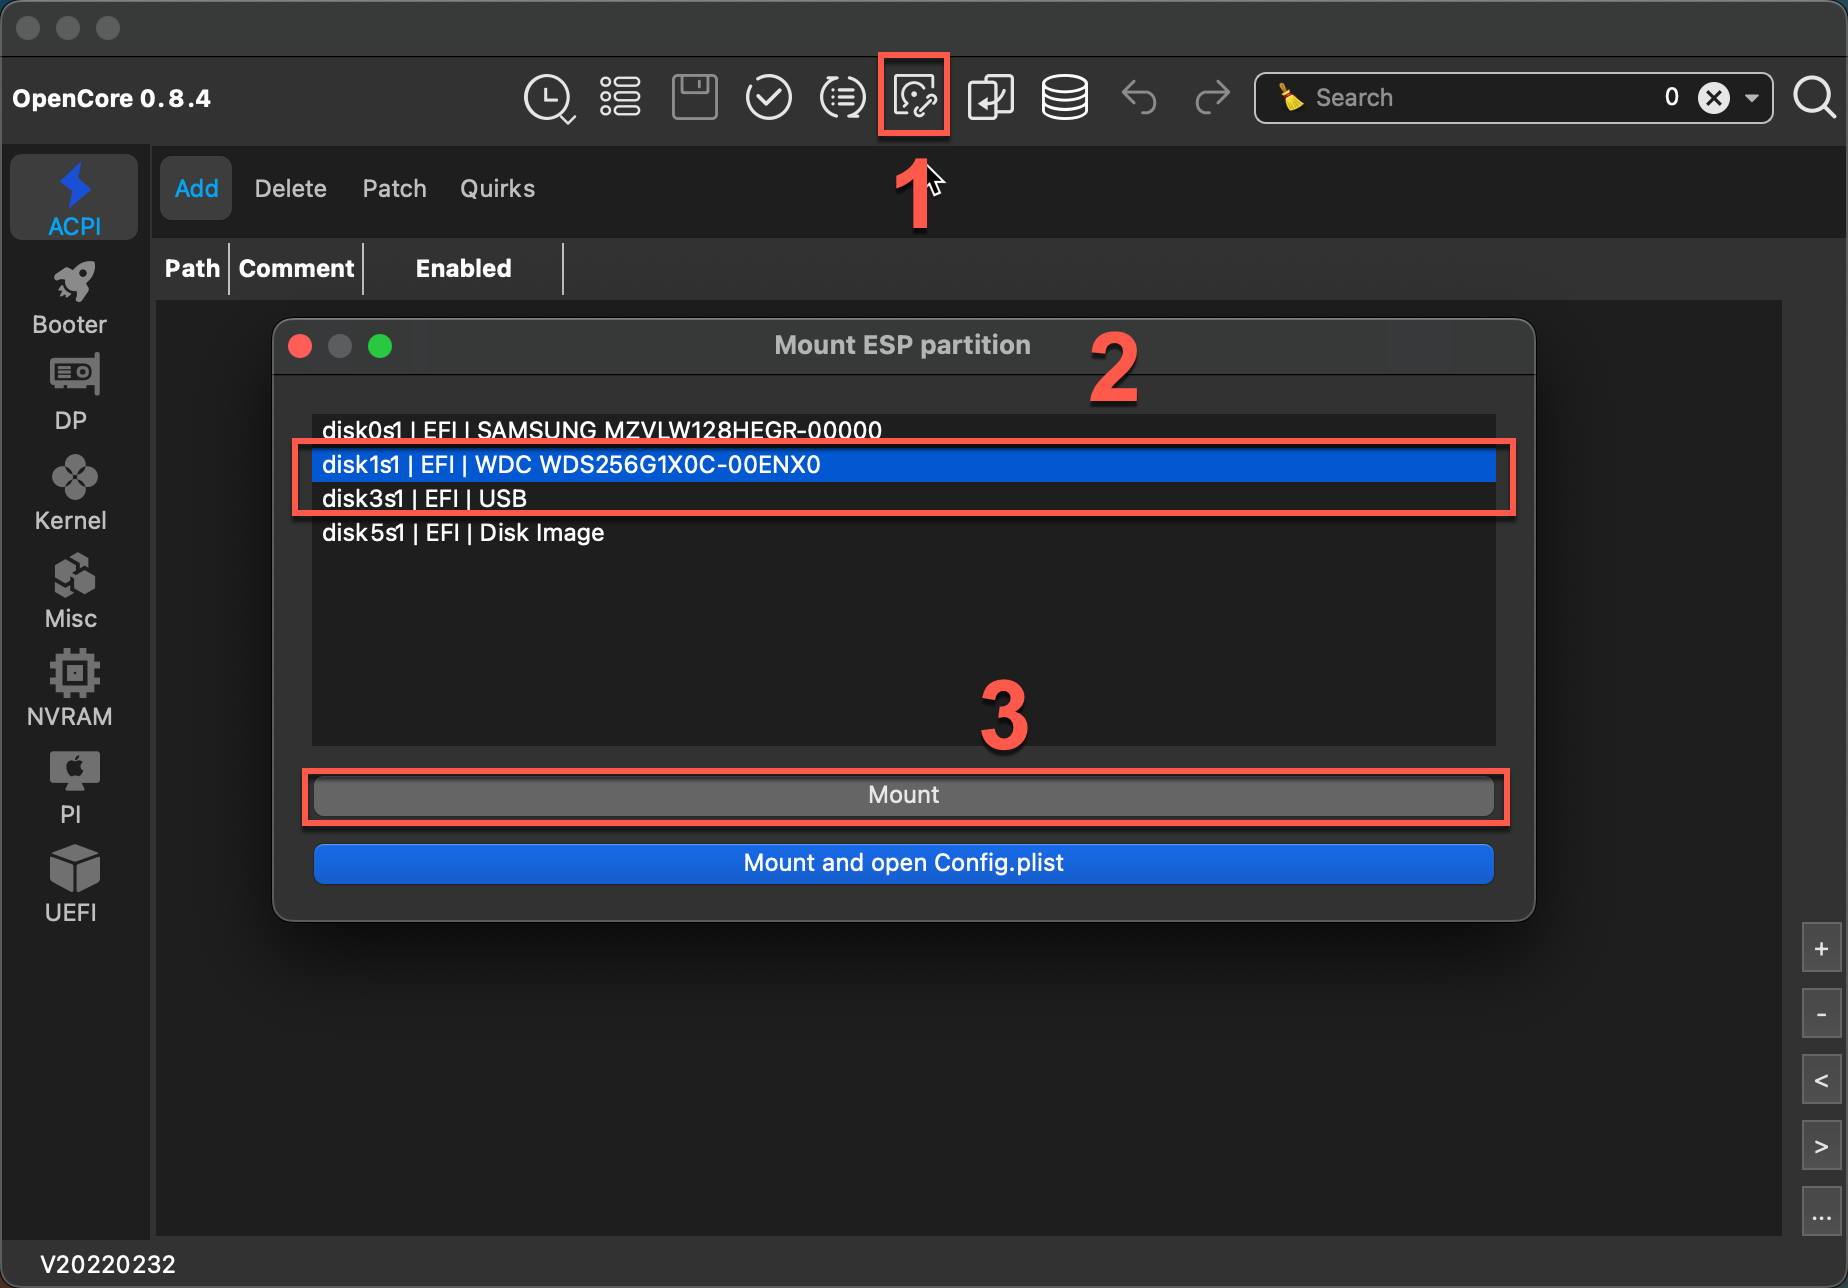 OpenCore 0.8.4
Search 0
1
ACPI
Booter
DP
Kernel
Misc
NVRAM
PI
UEFI
Add Delete Patch Quirks
Path Comment Enabled
Mount ESP partition
2
disk0s1 | EFI | SAMSUNG MZVLW128HEGR-00000
disk1s1 | EFI | WDC WDS256G1X0C-00ENX0
disk3s1 | EFI | USB
disk5s1 | EFI | Disk Image
3
Mount
Mount and open Config.plist
+
-
<
>
...
V20220232